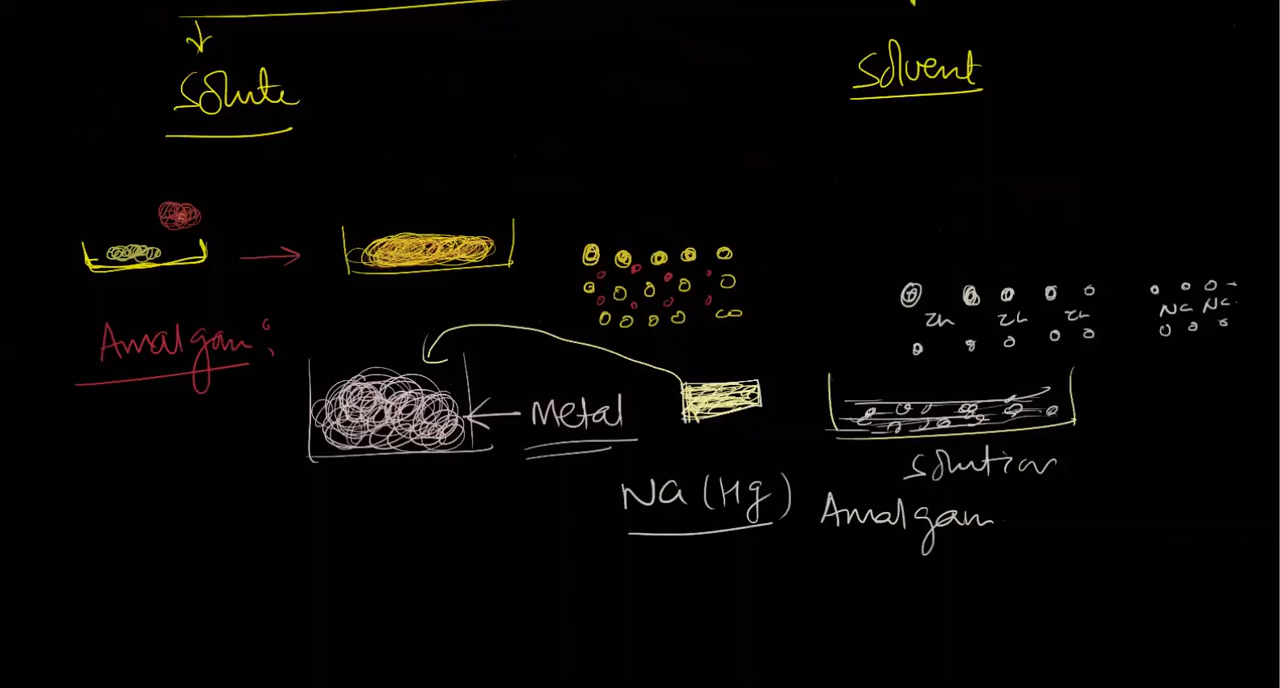 Solute
Solvent
Amalgam:
Zn Zn Zn
Na Na
Metal
Solution
Na (Hg)
Amalgam